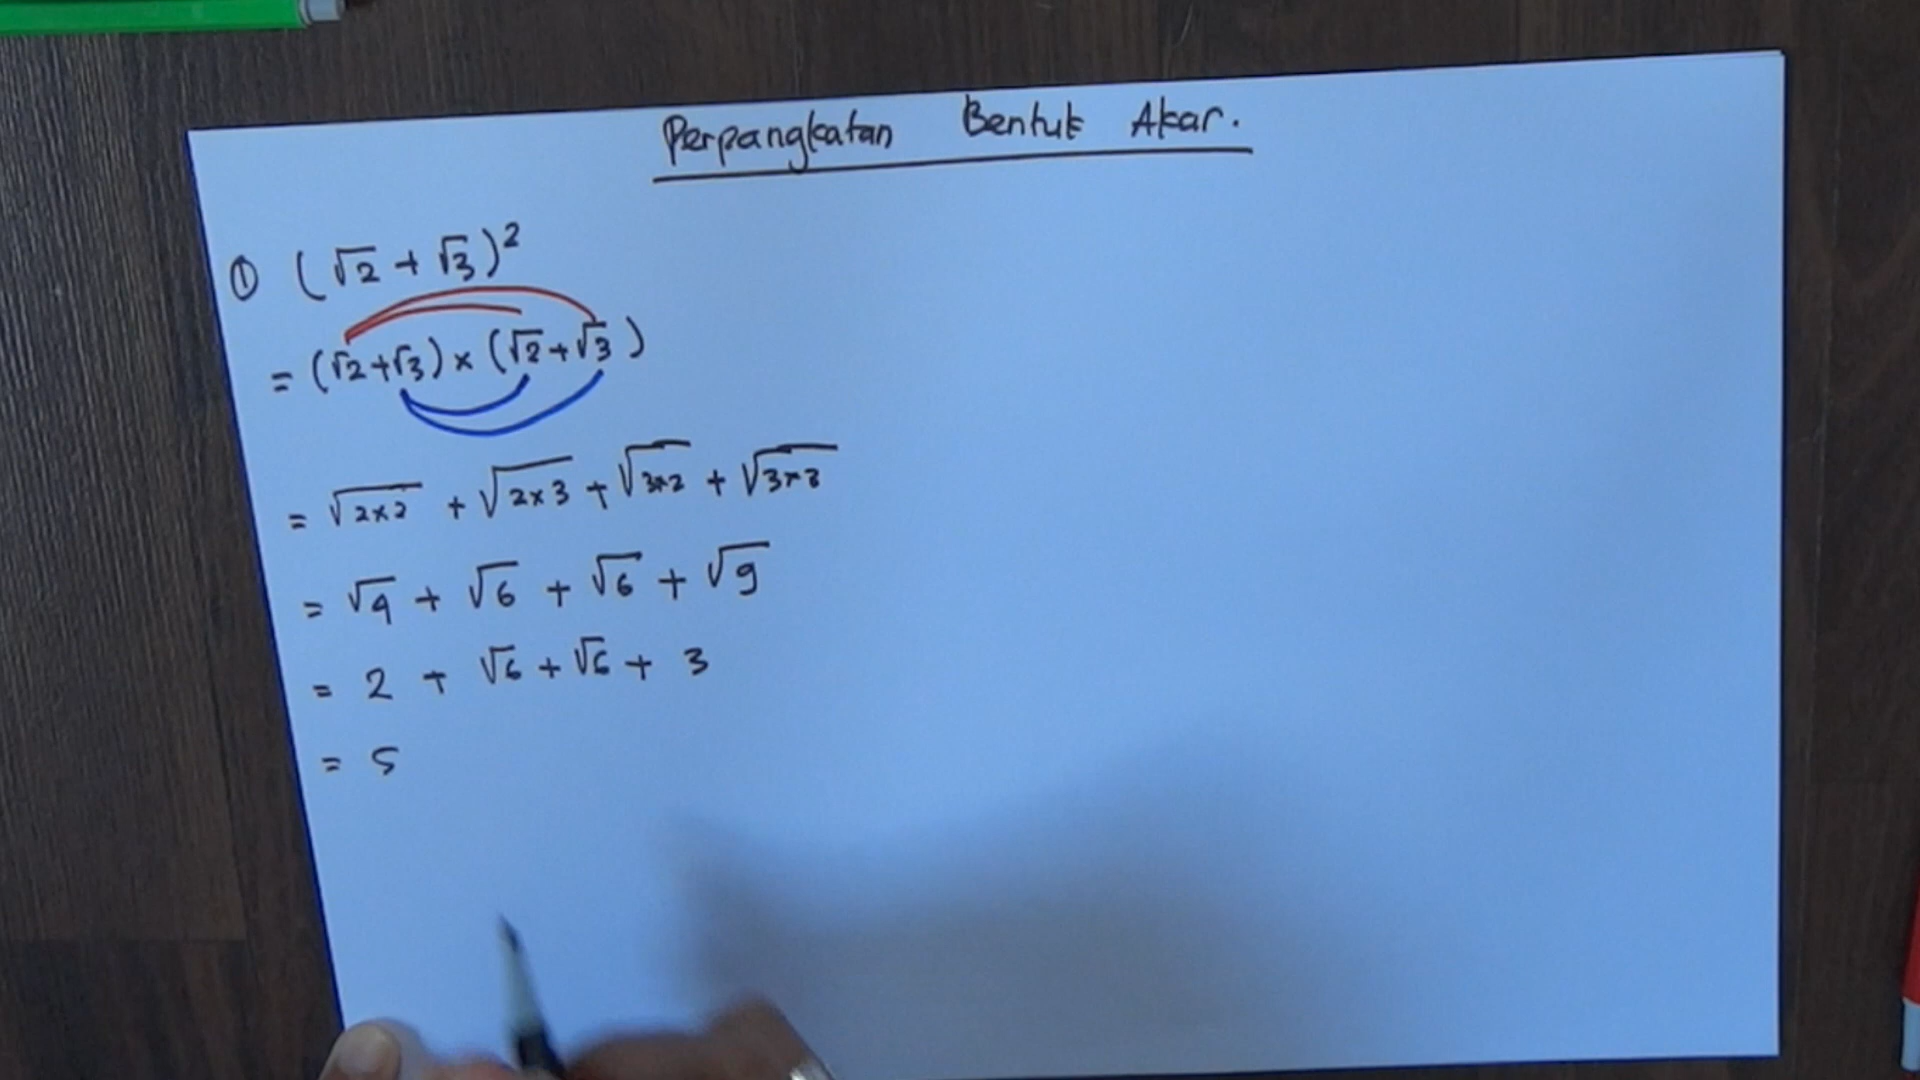 Perpangkatan Bentuk Akar.
① (√2 + √3)²
= (√2+√3) × (√2+√3)
= √2×2 + √2×3 + √3×2 + √3×3
= √4 + √6 + √6 + √9
= 2 + √6 + √6 + 3
= 5